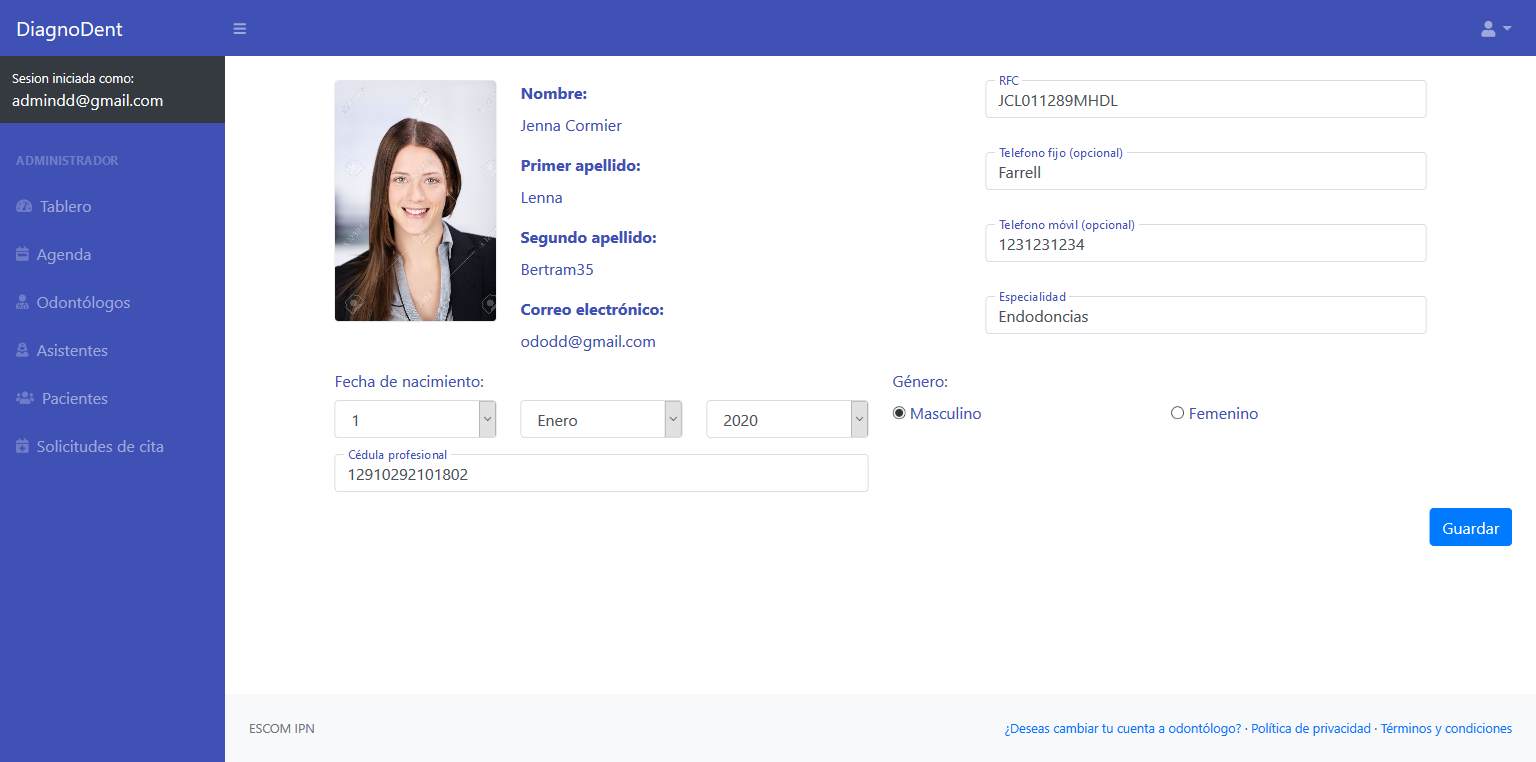 DiagnoDent
Sesion iniciada como:
admindd@gmail.com
ADMINISTRADOR
Tablero
Agenda
Odontólogos
Asistentes
Pacientes
Solicitudes de cita
Nombre:
Jenna Cormier
Primer apellido:
Lenna
Segundo apellido:
Bertram35
Correo electrónico:
ododd@gmail.com
RFC
JCL011289MHDL
Telefono fijo (opcional)
Farrell
Telefono móvil (opcional)
1231231234
Especialidad
Endodoncias
Fecha de nacimiento:
1
Enero
2020
Género:
Masculino
Femenino
Cédula profesional
12910292101802
Guardar
ESCOM IPN
¿Deseas cambiar tu cuenta a odontólogo? · Política de privacidad · Términos y condiciones